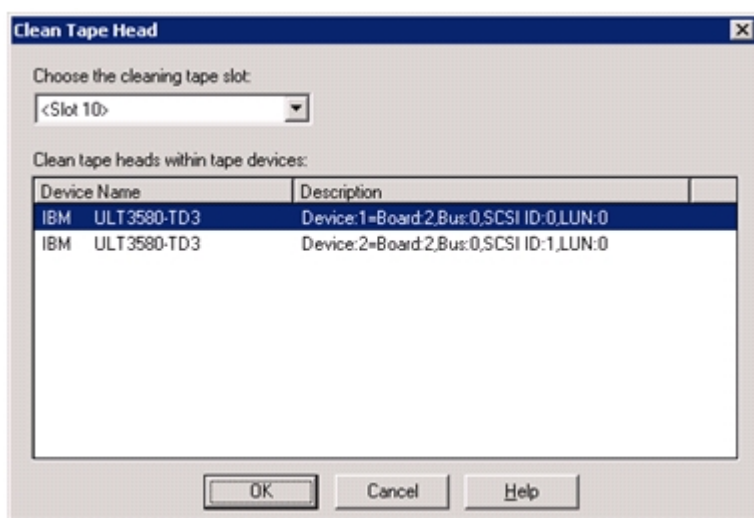 Clean Tape Head
Choose the cleaning tape slot:
<Slot 10>
Clean tape heads within tape devices:
Device Name Description
IBM ULT3580-TD3 Device:1=Board:2,Bus:0,SCSI ID:0,LUN:0
IBM ULT3580-TD3 Device:2=Board:2,Bus:0,SCSI ID:1,LUN:0
OK Cancel Help